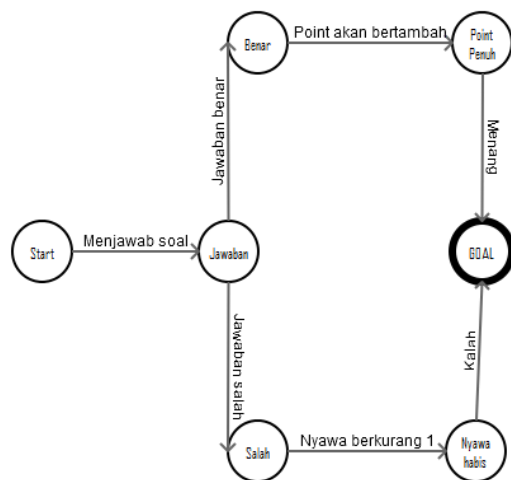 Benar
Point akan bertambah
Point
Penuh
Jawaban benar
Menang
Start
Menjawab soal
Jawaban
GOAL
Jawaban salah
Kalah
Salah
Nyawa berkurang 1
Nyawa
habis